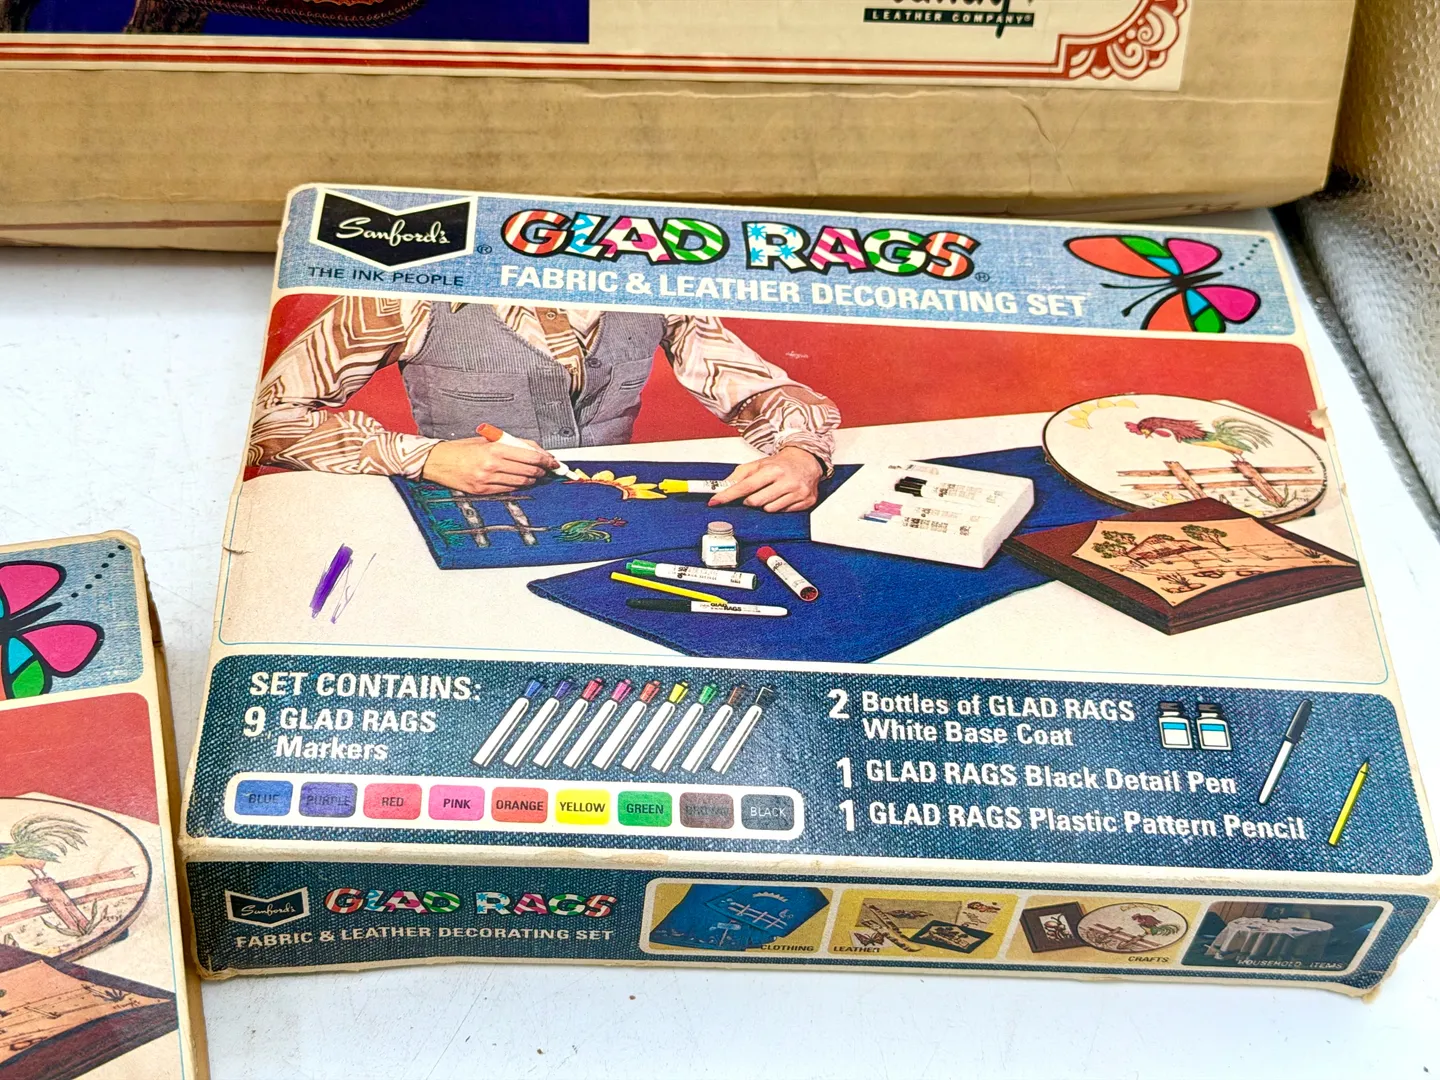 LEATHER COMPANY
Sanford's ®
THE INK PEOPLE
GLAD RAGS ®
FABRIC & LEATHER DECORATING SET
GLAD RAGS
SET CONTAINS:
9 GLAD RAGS
Markers
BLUE PURPLE RED PINK ORANGE YELLOW GREEN BROWN BLACK
2 Bottles of GLAD RAGS
White Base Coat
1 GLAD RAGS Black Detail Pen
1 GLAD RAGS Plastic Pattern Pencil
Sanford's
GLAD RAGS
FABRIC & LEATHER DECORATING SET
CLOTHING
LEATHER
CRAFTS
HOUSEHOLD ITEMS